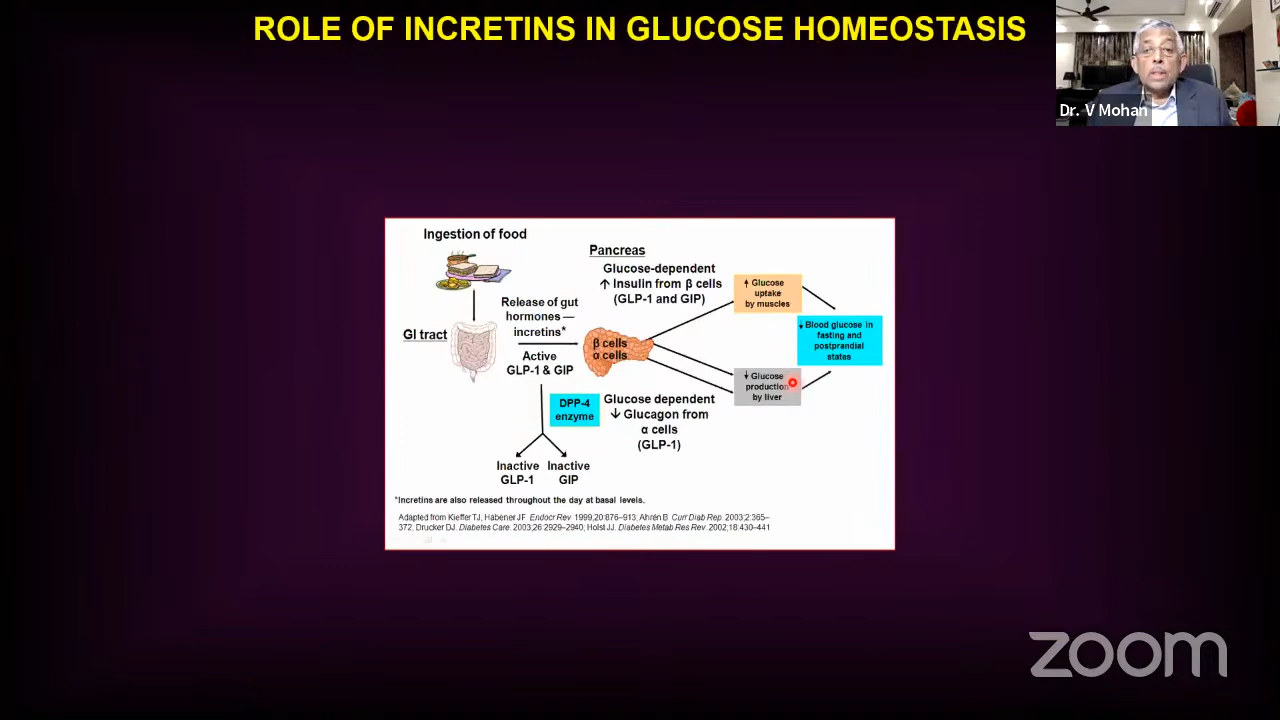 ROLE OF INCRETINS IN GLUCOSE HOMEOSTASIS
Dr. V Mohan
Ingestion of food
GI tract
Release of gut
hormones —
incretins*
Active
GLP-1 & GIP
DPP-4
enzyme
Inactive
GLP-1
Inactive
GIP
Pancreas
Glucose-dependent
↑ Insulin from β cells
(GLP-1 and GIP)
β cells
α cells
Glucose dependent
↓ Glucagon from
α cells
(GLP-1)
↑ Glucose
uptake
by muscles
↓ Glucose
production
by liver
↓ Blood glucose in
fasting and
postprandial
states
*Incretins are also released throughout the day at basal levels.
Adapted from Kieffer TJ, Habener JF. Endocr Rev. 1999;20:876–913; Ahrén B. Curr Diab Rep. 2003;2:365–
372; Drucker DJ. Diabetes Care. 2003;26:2929–2940; Holst JJ. Diabetes Metab Res Rev. 2002;18:430–441
zoom